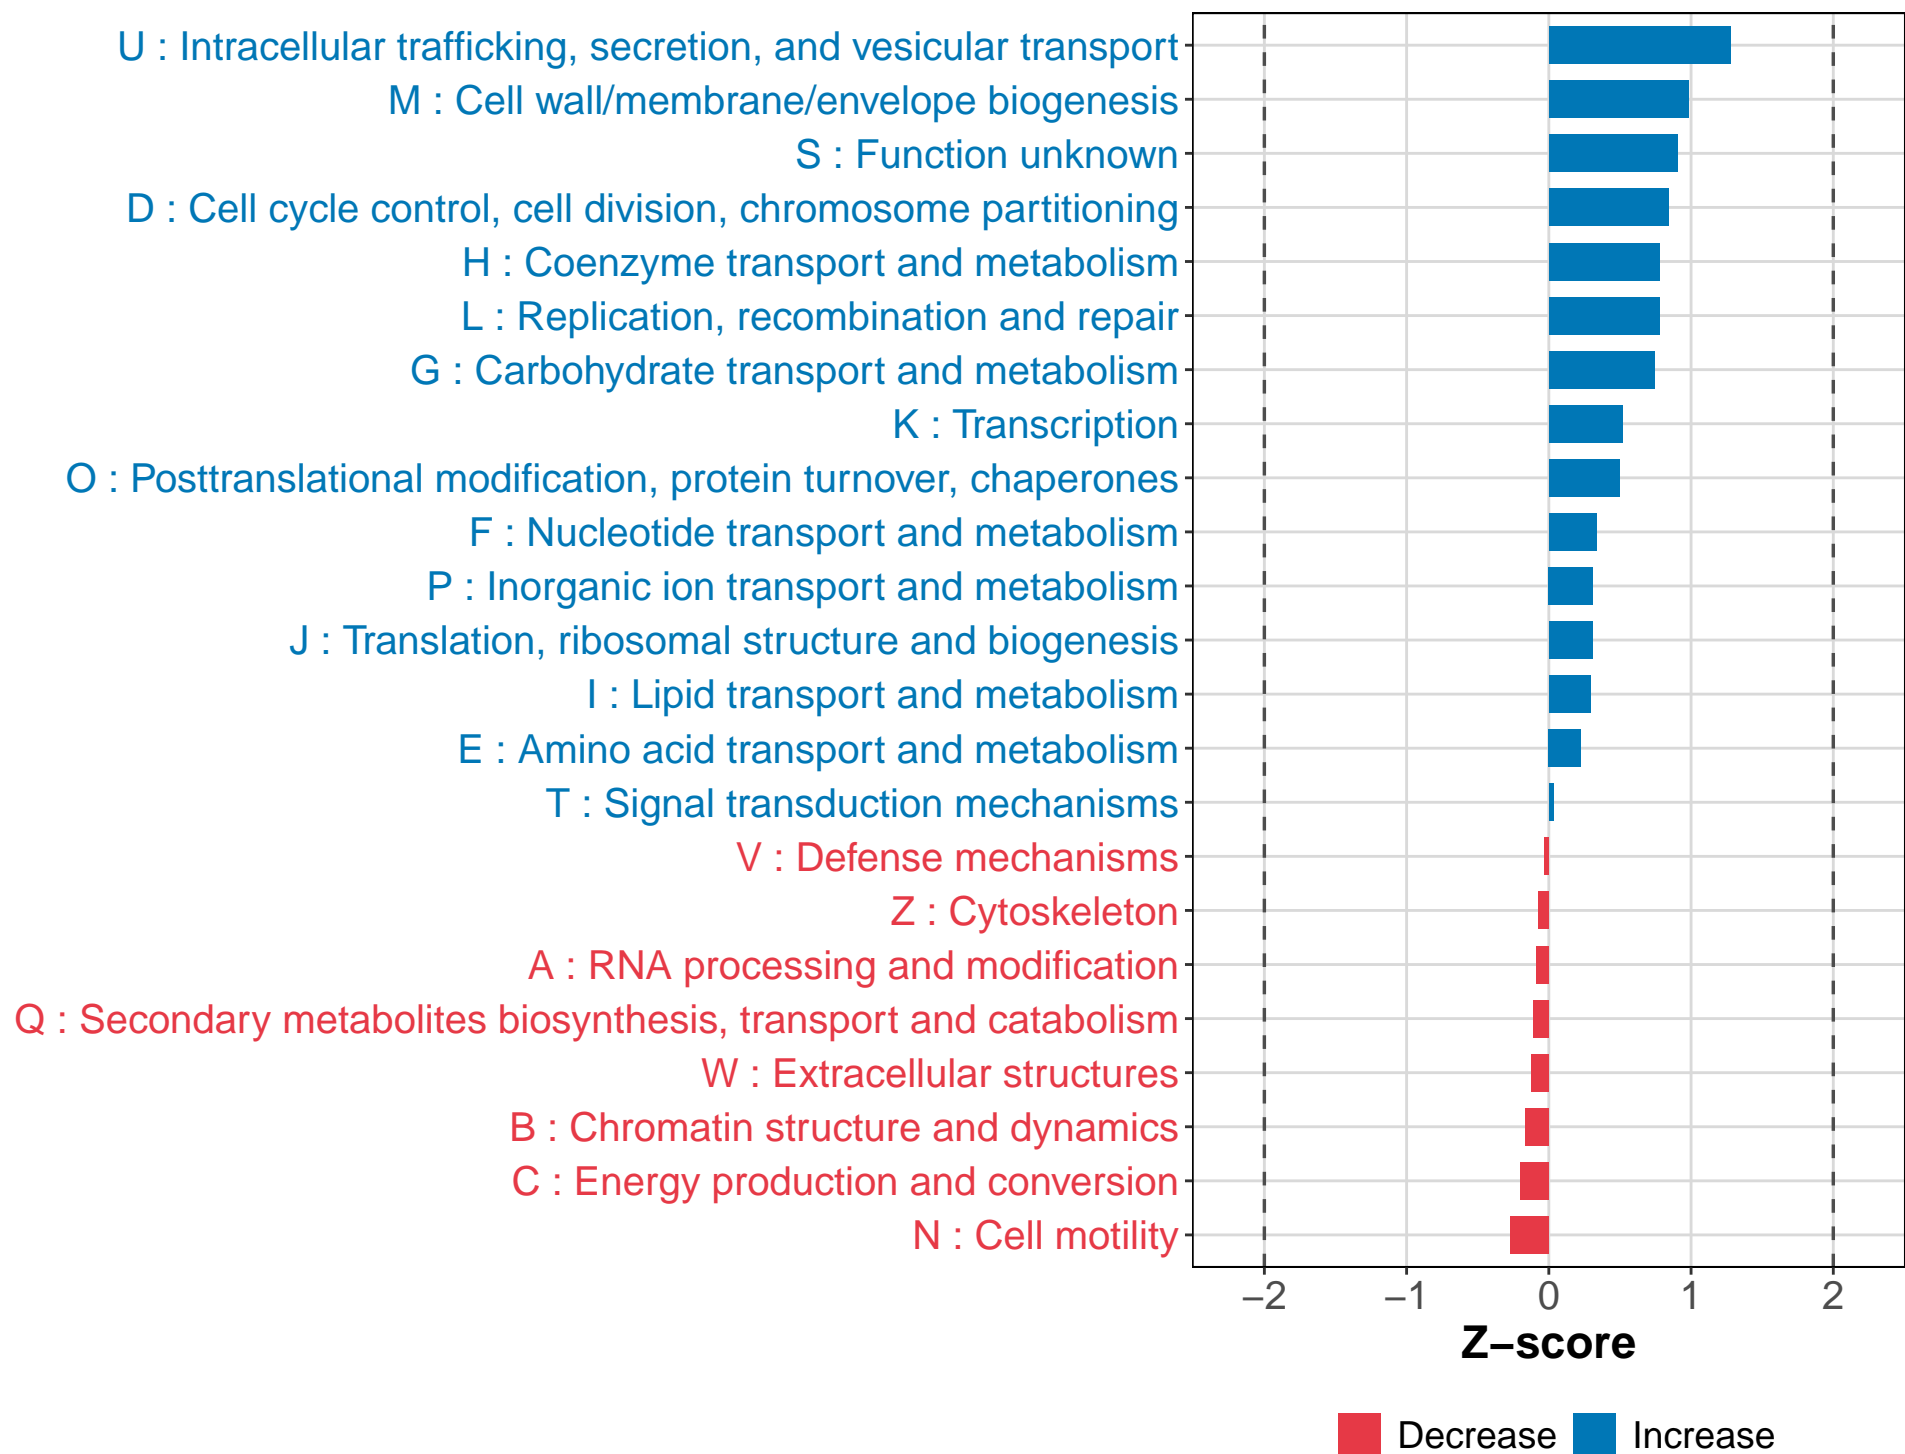 U : Intracellular trafficking, secretion, and vesicular transport
M : Cell wall/membrane/envelope biogenesis
S : Function unknown
D : Cell cycle control, cell division, chromosome partitioning
H : Coenzyme transport and metabolism
L : Replication, recombination and repair
G : Carbohydrate transport and metabolism
K : Transcription
O : Posttranslational modification, protein turnover, chaperones
F : Nucleotide transport and metabolism
P : Inorganic ion transport and metabolism
J : Translation, ribosomal structure and biogenesis
I : Lipid transport and metabolism
E : Amino acid transport and metabolism
T : Signal transduction mechanisms
V : Defense mechanisms
Z : Cytoskeleton
A : RNA processing and modification
Q : Secondary metabolites biosynthesis, transport and catabolism
W : Extracellular structures
B : Chromatin structure and dynamics
C : Energy production and conversion
N : Cell motility
−2 −1 0 1 2
Z−score
Decrease Increase